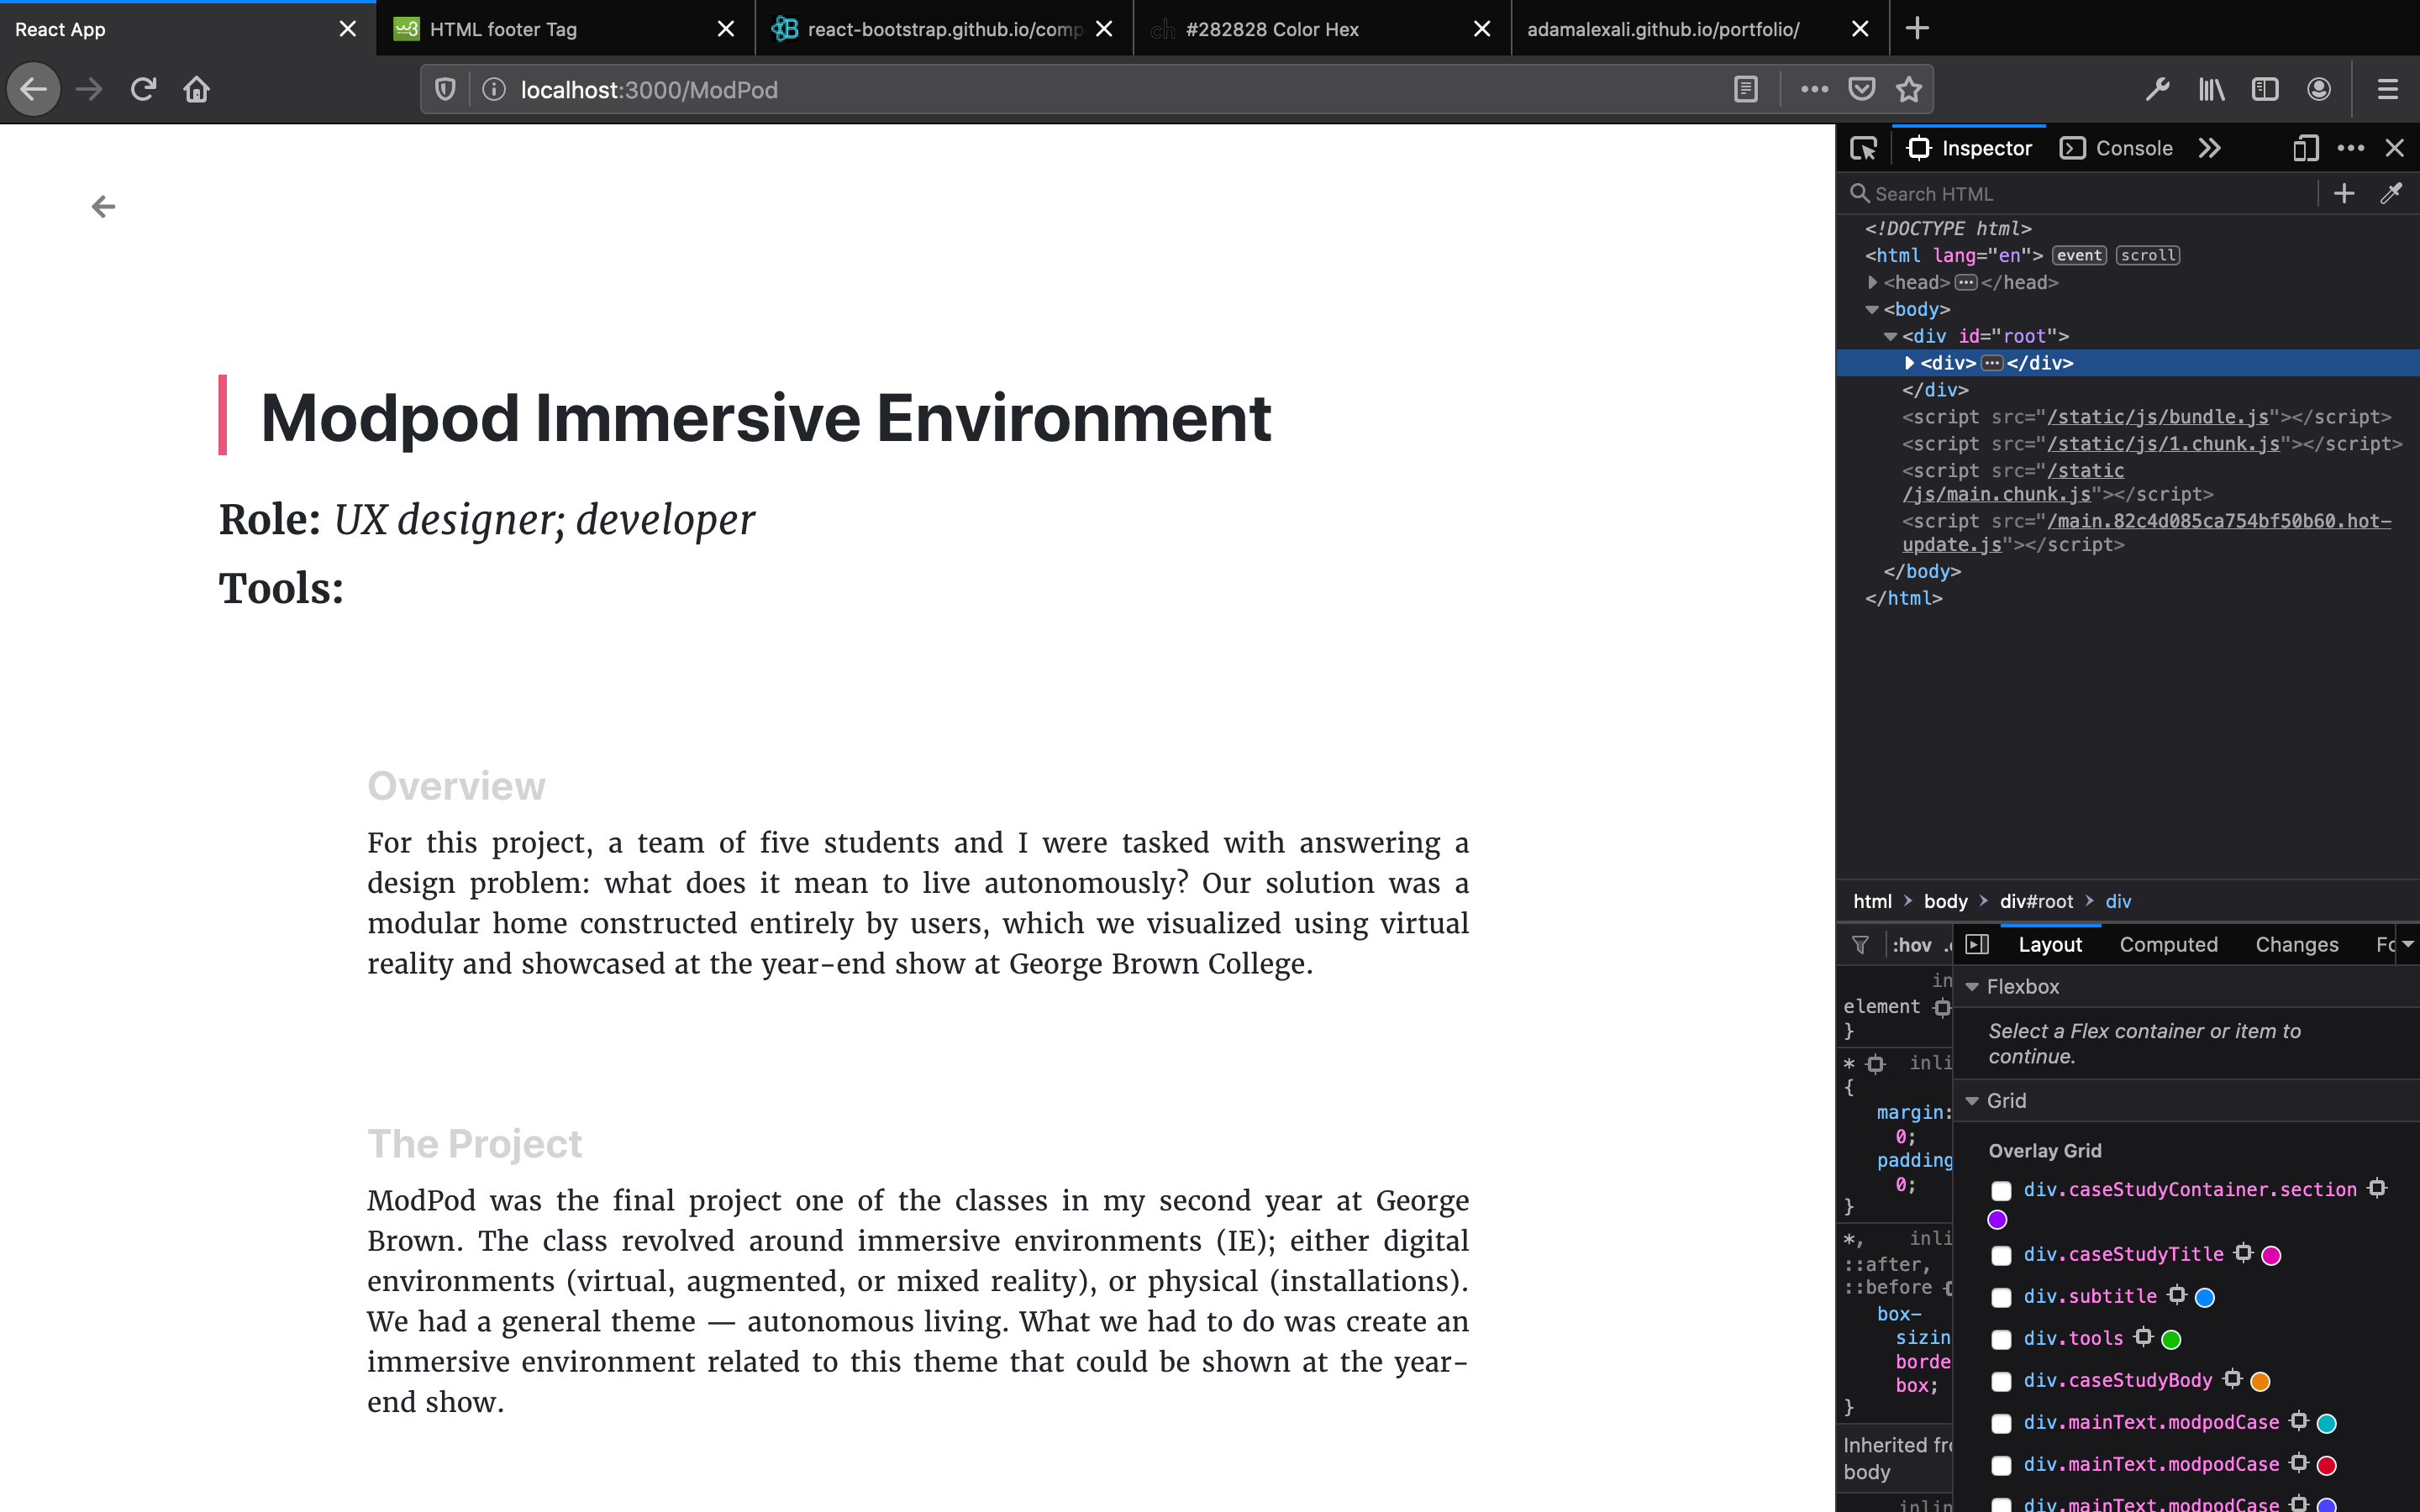 React App
HTML footer Tag
react-bootstrap.github.io/comp
#282828 Color Hex
adamalexali.github.io/portfolio/
localhost:3000/ModPod
Modpod Immersive Environment
Role: UX designer; developer
Tools:
Overview
For this project, a team of five students and I were tasked with answering a
design problem: what does it mean to live autonomously? Our solution was a
modular home constructed entirely by users, which we visualized using virtual
reality and showcased at the year-end show at George Brown College.
The Project
ModPod was the final project one of the classes in my second year at George
Brown. The class revolved around immersive environments (IE); either digital
environments (virtual, augmented, or mixed reality), or physical (installations).
We had a general theme — autonomous living. What we had to do was create an
immersive environment related to this theme that could be shown at the year-
end show.
Inspector
Console
Search HTML
<!DOCTYPE html>
<html lang="en"> event scroll
<head> ··· </head>
<body>
<div id="root">
<div> ··· </div>
</div>
<script src="/static/js/bundle.js"></script>
<script src="/static/js/1.chunk.js"></script>
<script src="/static
/js/main.chunk.js"></script>
<script src="/main.82c4d085ca754bf50b60.hot-
update.js"></script>
</body>
</html>
html > body > div#root > div
:hov .c
Layout
Computed
Changes
Fo
in
element
}
* inli
{
margin:
0;
padding
0;
}
*, inli
::after,
::before
box-
sizin
borde
box;
}
Inherited fro
body
inlin
Flexbox
Select a Flex container or item to
continue.
Grid
Overlay Grid
div.caseStudyContainer.section
div.caseStudyTitle
div.subtitle
div.tools
div.caseStudyBody
div.mainText.modpodCase
div.mainText.modpodCase
div.mainText.modpodCase